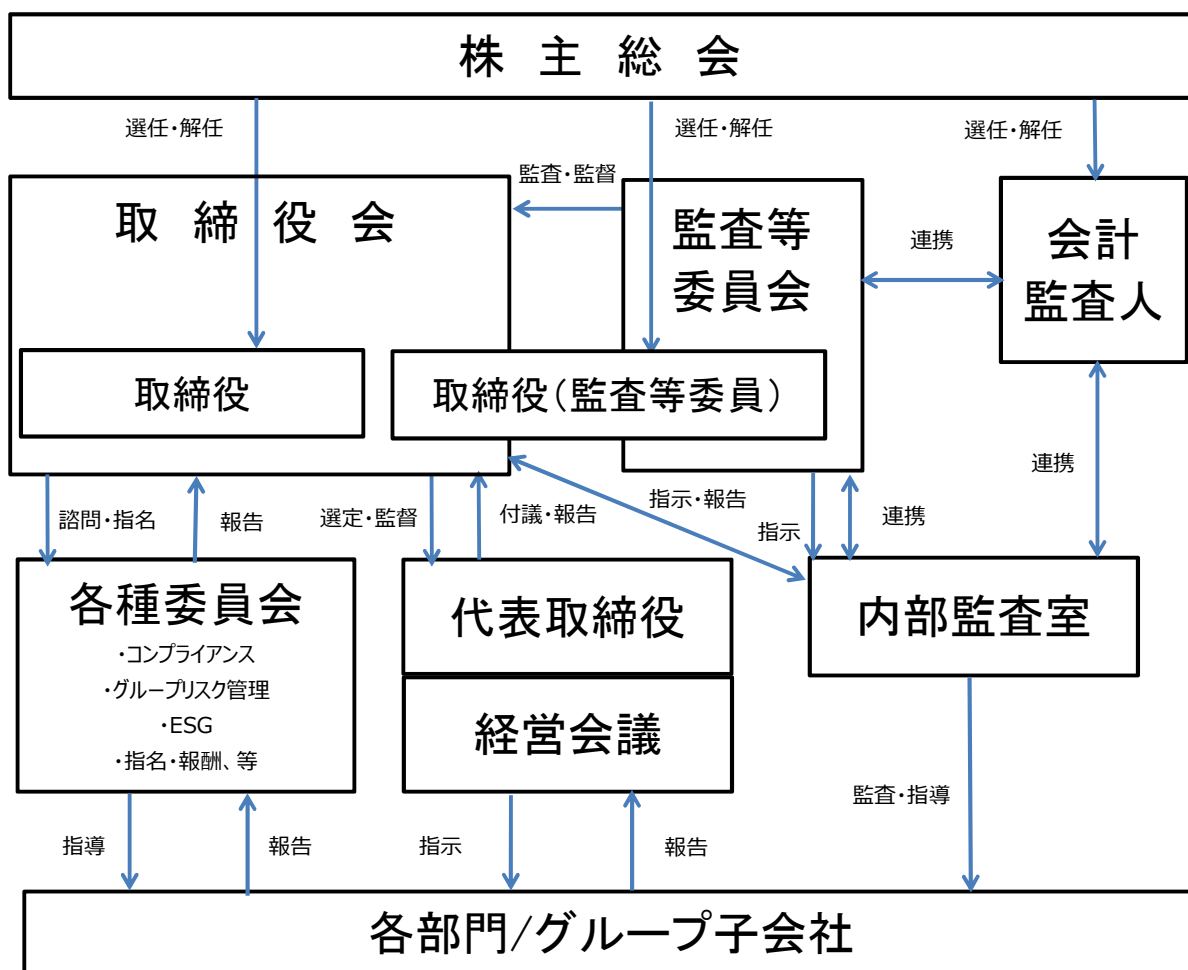 株 主 総 会
選任・解任
選任・解任
選任・解任
監査・監督
取 締 役 会
監査等
委員会
連携
会計
監査人
取締役
取締役(監査等委員)
諮問・指名
報告
選定・監督
付議・報告
指示・報告
指示
連携
連携
各種委員会
・コンプライアンス
・グループリスク管理
・ESG
・指名・報酬、等
代表取締役
経営会議
内部監査室
指導
報告
指示
報告
監査・指導
各部門/グループ子会社